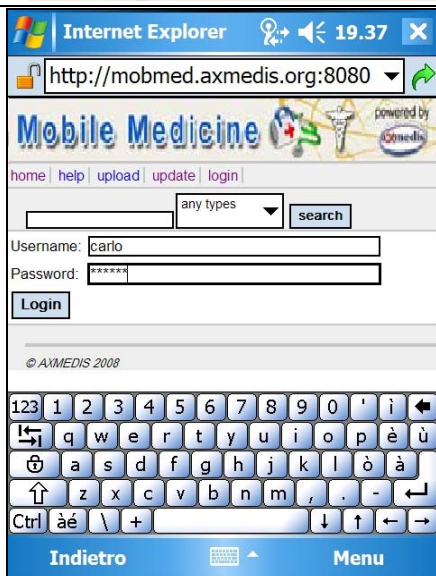 Internet Explorer 19.37
http://mobmed.axmedis.org:8080
Mobile Medicine powered by
axmedis
home help upload update login
any types search
Username: carlo
Password: ******
Login
© AXMEDIS 2008
123 1 2 3 4 5 6 7 8 9 0 ' ì
q w e r t y u i o p è ù
a s d f g h j k l ò à
z x c v b n m , . -
Ctrl àé \ +
Indietro Menu